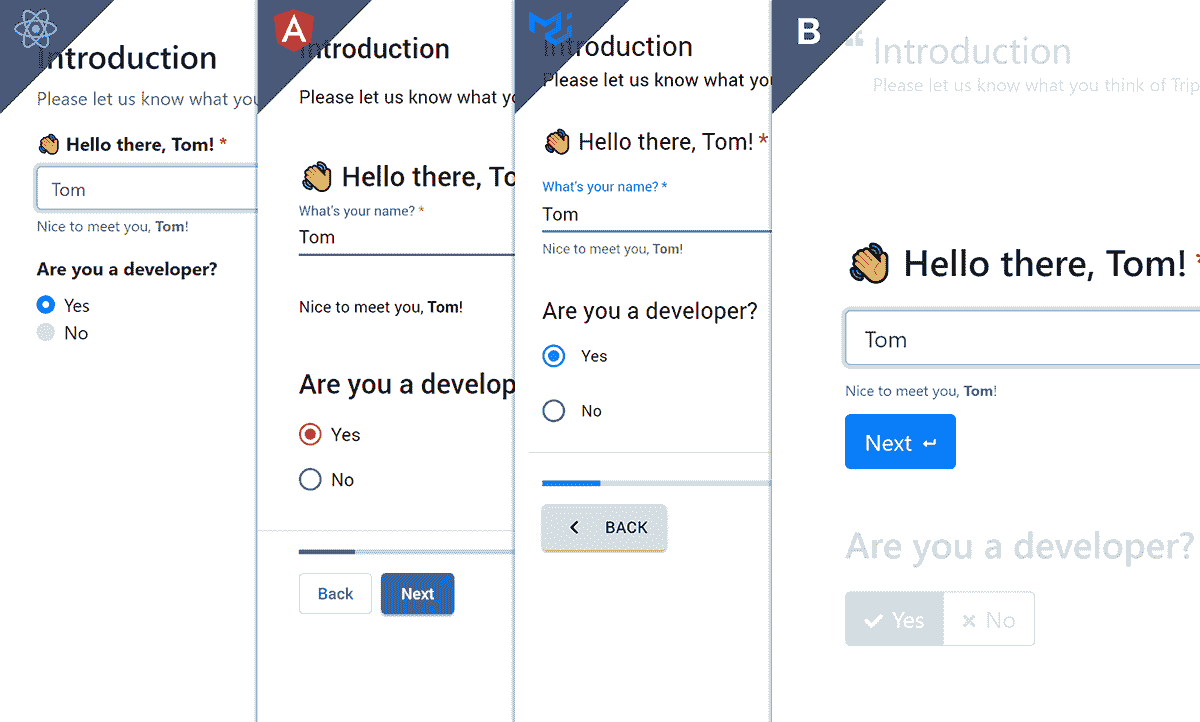 Introduction
Please let us know what you
Hello there, Tom! *
Tom
Nice to meet you, Tom!
Are you a developer?
Yes
No
Introduction
Please let us know what yo
Hello there, To
What's your name? *
Tom
Nice to meet you, Tom!
Are you a develop
Yes
No
Back
Next
Introduction
Please let us know what you
Hello there, Tom! *
What's your name? *
Tom
Nice to meet you, Tom!
Are you a developer?
Yes
No
BACK
B
Introduction
Please let us know what you think of Trip
Hello there, Tom! *
Tom
Nice to meet you, Tom!
Next
Are you a developer?
Yes No